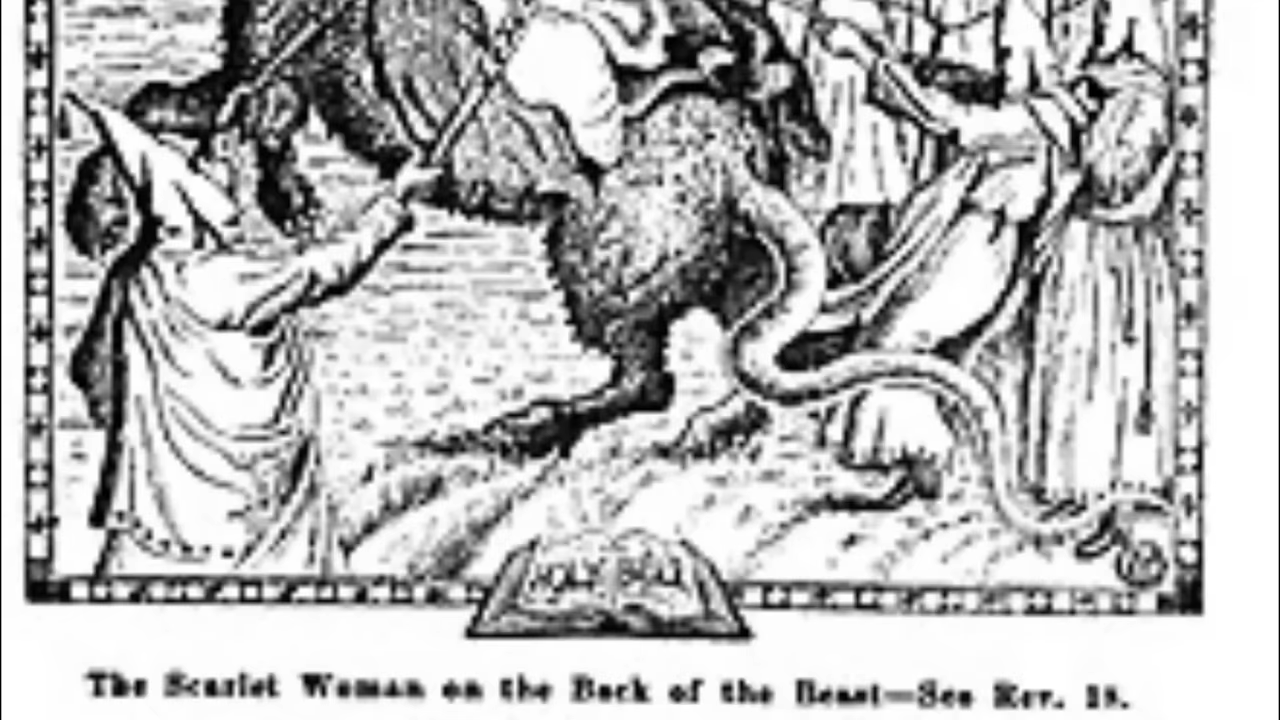 HOLY BIBLE
The Scarlet Woman on the Back of the Beast—See Rev. 18.